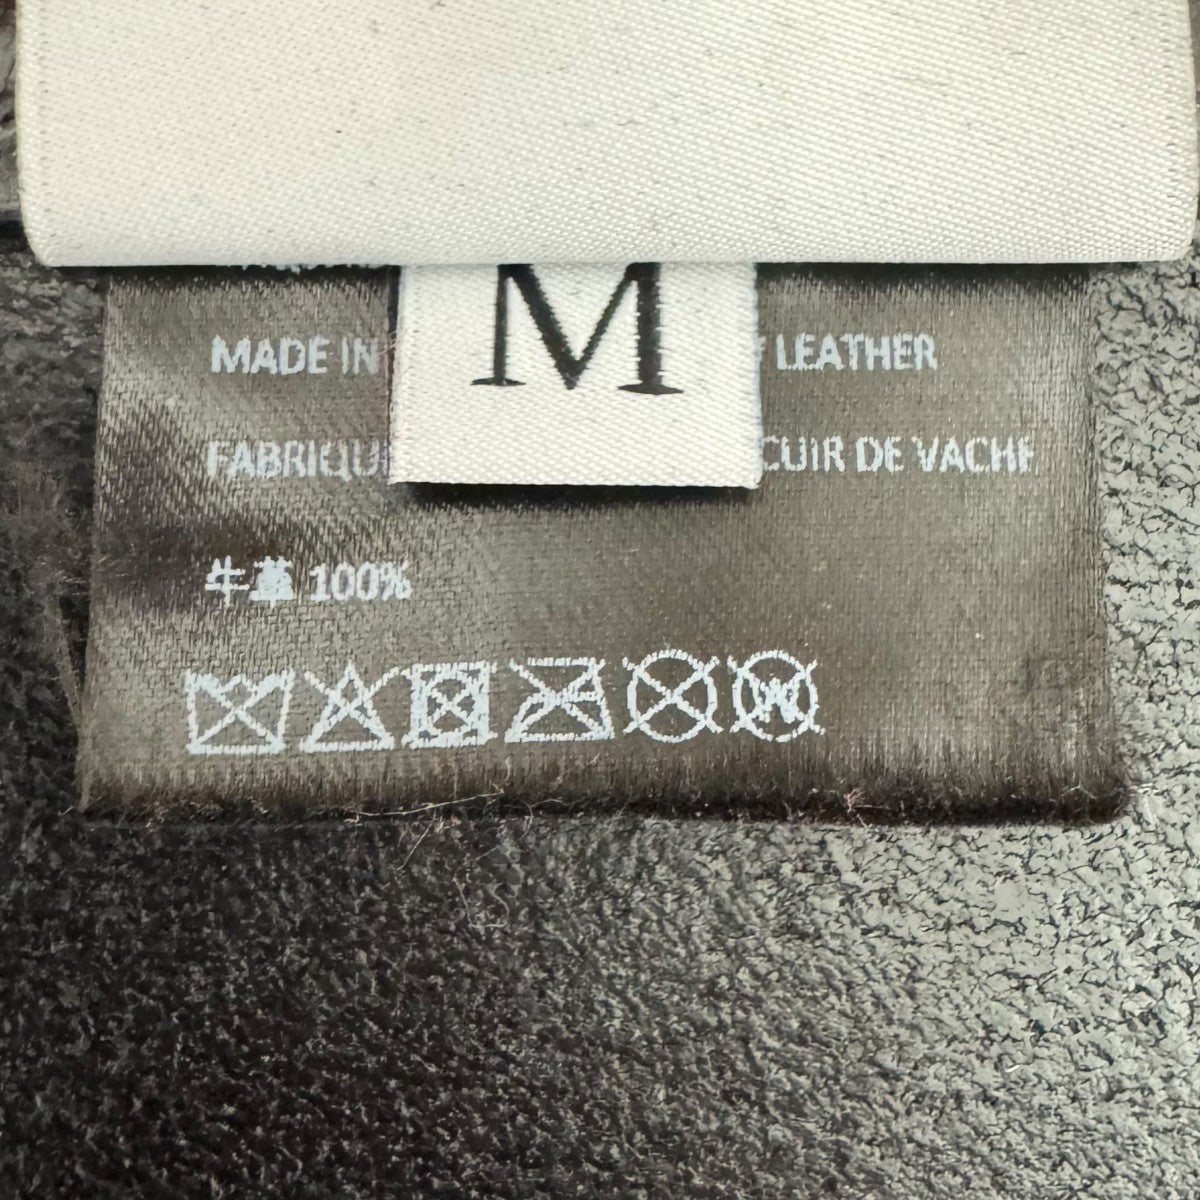 M
MADE IN LEATHER
FABRIQU CUIR DE VACHE
牛革 100%